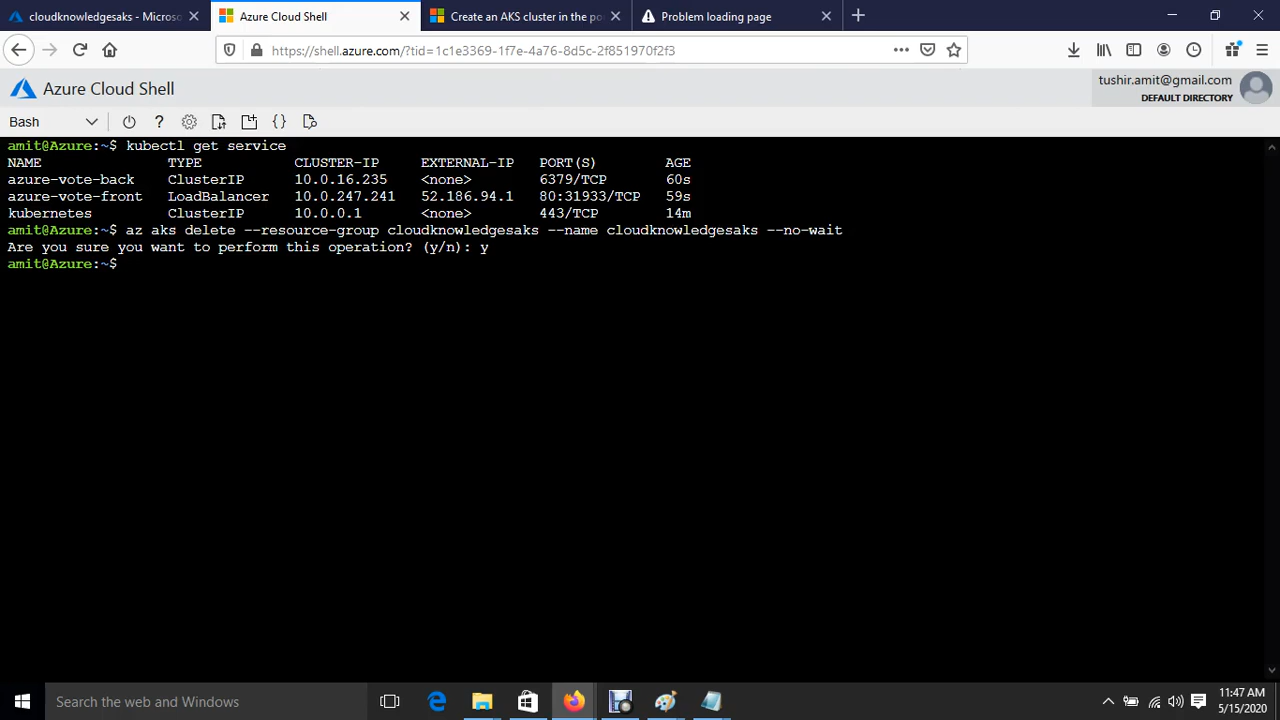 cloudknowledgesaks - Microso
Azure Cloud Shell
Create an AKS cluster in the po
Problem loading page
https://shell.azure.com/?tid=1c1e3369-1f7e-4a76-8d5c-2f851970f2f3
Azure Cloud Shell
tushir.amit@gmail.com
DEFAULT DIRECTORY
Bash
amit@Azure:~$ kubectl get service
NAME TYPE CLUSTER-IP EXTERNAL-IP PORT(S) AGE
azure-vote-back ClusterIP 10.0.16.235 <none> 6379/TCP 60s
azure-vote-front LoadBalancer 10.0.247.241 52.186.94.1 80:31933/TCP 59s
kubernetes ClusterIP 10.0.0.1 <none> 443/TCP 14m
amit@Azure:~$ az aks delete --resource-group cloudknowledgesaks --name cloudknowledgesaks --no-wait
Are you sure you want to perform this operation? (y/n): y
amit@Azure:~$
Search the web and Windows
11:47 AM
5/15/2020